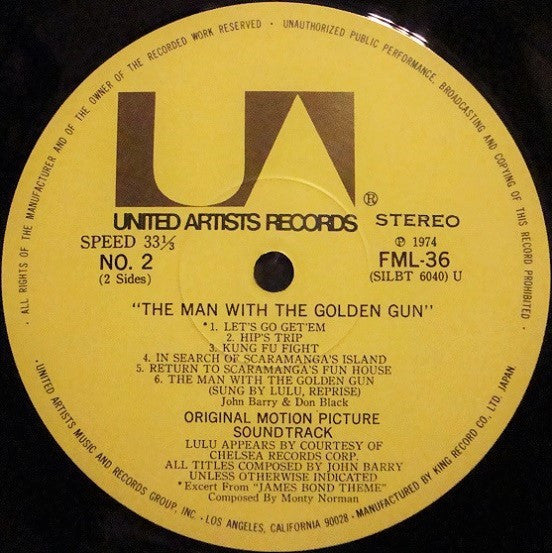 · ALL RIGHTS OF THE MANUFACTURER AND OF THE OWNER OF THE RECORDED WORK RESERVED · UNAUTHORIZED PUBLIC PERFORMANCE, BROADCASTING AND COPYING OF THIS RECORD PROHIBITED
UA ®
UNITED ARTISTS RECORDS
STEREO
SPEED 33⅓
℗ 1974
NO. 2
FML-36
(2 Sides)
(SILBT 6040) U
"THE MAN WITH THE GOLDEN GUN"
*1. LET'S GO GET'EM
2. HIP'S TRIP
3. KUNG FU FIGHT
4. IN SEARCH OF SCARAMANGA'S ISLAND
5. RETURN TO SCARAMANGA'S FUN HOUSE
6. THE MAN WITH THE GOLDEN GUN
(SUNG BY LULU, REPRISE)
John Barry & Don Black
ORIGINAL MOTION PICTURE
SOUNDTRACK
LULU APPEARS BY COURTESY OF
CHELSEA RECORDS CORP.
ALL TITLES COMPOSED BY JOHN BARRY
UNLESS OTHERWISE INDICATED
*Excert From "JAMES BOND THEME"
Composed By Monty Norman
UNITED ARTISTS MUSIC AND RECORDS GROUP, INC. · LOS ANGELES, CALIFORNIA 90028 · MANUFACTURED BY KING RECORD CO., LTD. JAPAN.